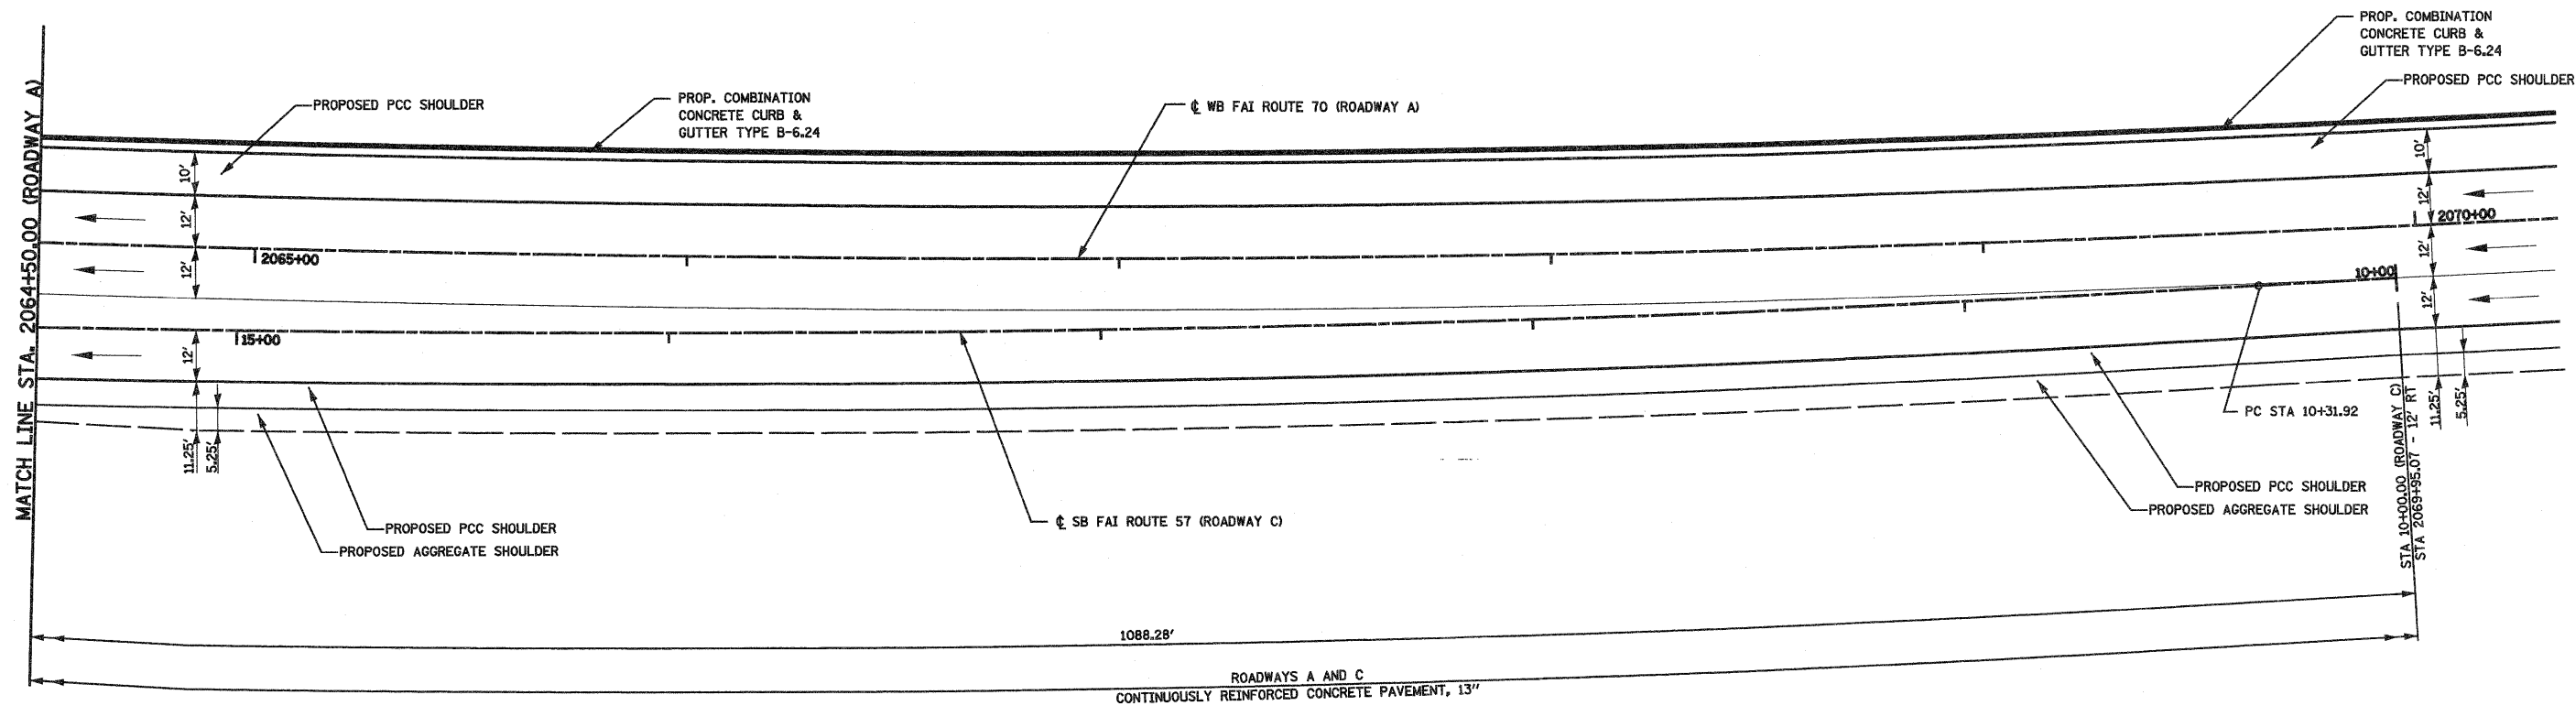 PROP. COMBINATION
CONCRETE CURB &
GUTTER TYPE B-6.24
PROPOSED PCC SHOULDER
PROPOSED PCC SHOULDER
PROP. COMBINATION
CONCRETE CURB &
GUTTER TYPE B-6.24
℄ WB FAI ROUTE 70 (ROADWAY A)
MATCH LINE STA. 2064+50.00 (ROADWAY A)
10'
12'
12'
12'
11.25'
5.25'
2065+00
15+00
10'
12'
12'
12'
2070+00
10+00
PC STA 10+31.92
11.25'
5.25'
STA 10+00.00 (ROADWAY C)
STA 2069+95.07 - 12' RT
PROPOSED PCC SHOULDER
PROPOSED AGGREGATE SHOULDER
℄ SB FAI ROUTE 57 (ROADWAY C)
PROPOSED PCC SHOULDER
PROPOSED AGGREGATE SHOULDER
1088.28'
ROADWAYS A AND C
CONTINUOUSLY REINFORCED CONCRETE PAVEMENT, 13"